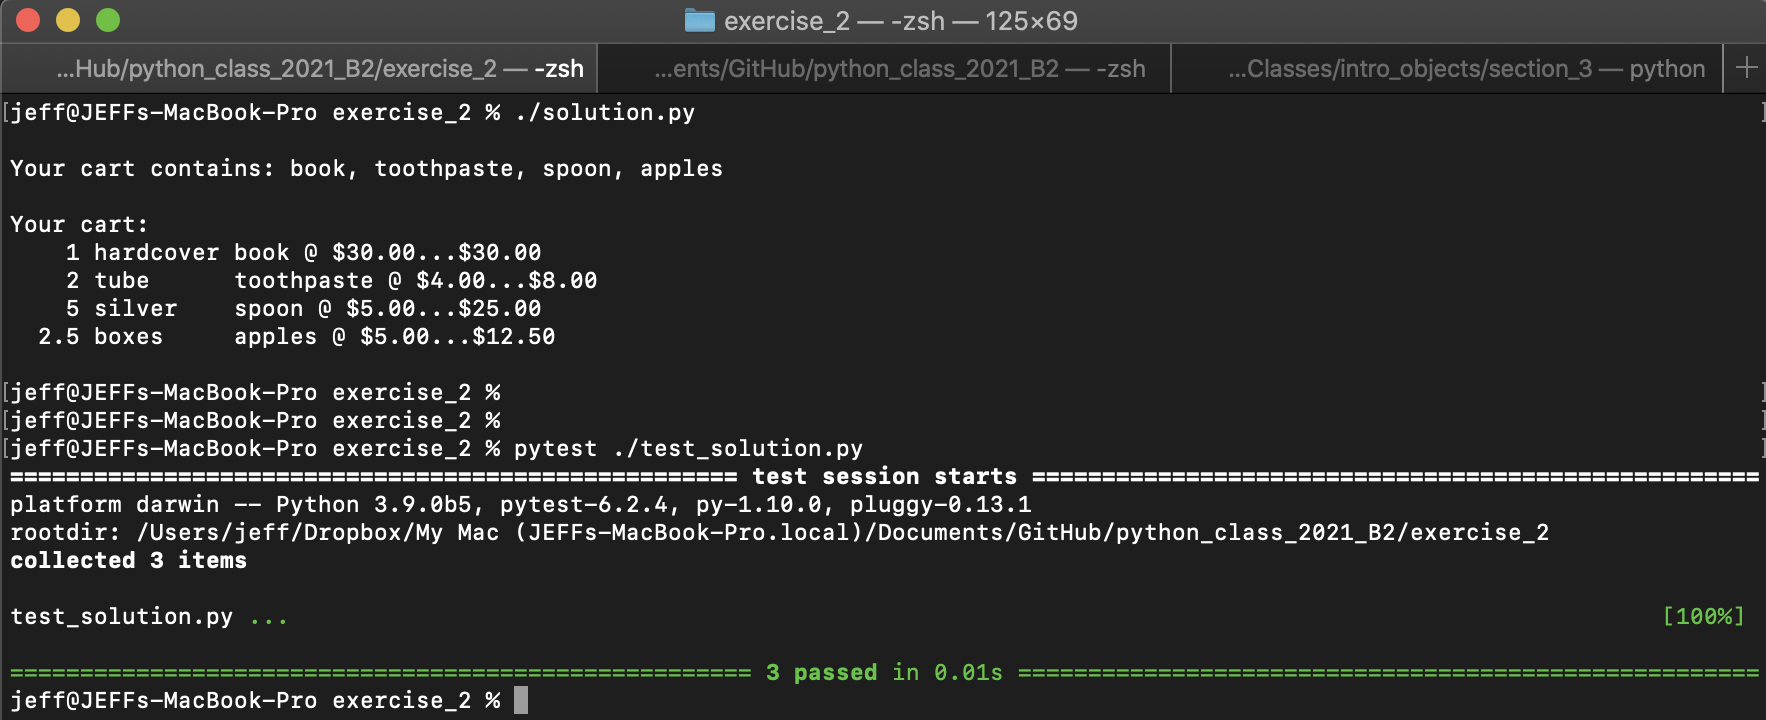 exercise_2 — -zsh — 125×69
...Hub/python_class_2021_B2/exercise_2 — -zsh ...ents/GitHub/python_class_2021_B2 — -zsh ...Classes/intro_objects/section_3 — python +
[jeff@JEFFs-MacBook-Pro exercise_2 % ./solution.py ]
Your cart contains: book, toothpaste, spoon, apples
Your cart:
    1 hardcover book @ $30.00...$30.00
    2 tube      toothpaste @ $4.00...$8.00
    5 silver    spoon @ $5.00...$25.00
  2.5 boxes     apples @ $5.00...$12.50
[jeff@JEFFs-MacBook-Pro exercise_2 % ]
[jeff@JEFFs-MacBook-Pro exercise_2 % ]
[jeff@JEFFs-MacBook-Pro exercise_2 % pytest ./test_solution.py ]
==================================================== test session starts ====================================================
platform darwin -- Python 3.9.0b5, pytest-6.2.4, py-1.10.0, pluggy-0.13.1
rootdir: /Users/jeff/Dropbox/My Mac (JEFFs-MacBook-Pro.local)/Documents/GitHub/python_class_2021_B2/exercise_2
collected 3 items
test_solution.py ... [100%]
===================================================== 3 passed in 0.01s =====================================================
jeff@JEFFs-MacBook-Pro exercise_2 %